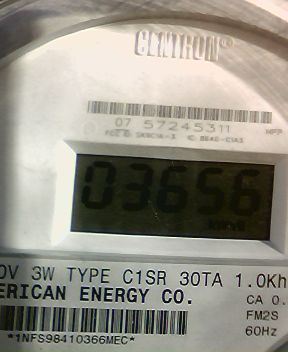 CENTRON®
07 57245311
03656
0V 3W TYPE C1SR 30TA 1.0Kh
ERICAN ENERGY CO.
CA 0.
FM2S
60Hz
*1NFS98410366MEC*